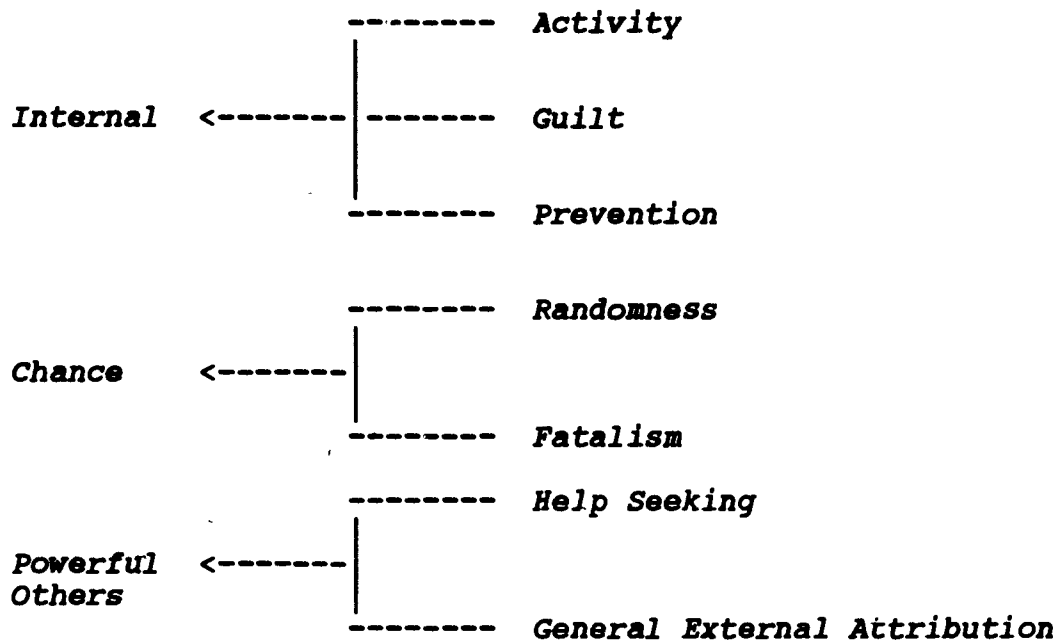 Activity
Internal <------- ------- Guilt
Prevention
Randomness
Chance <-------
Fatalism
Help Seeking
Powerful <-------
Others
General External Attribution